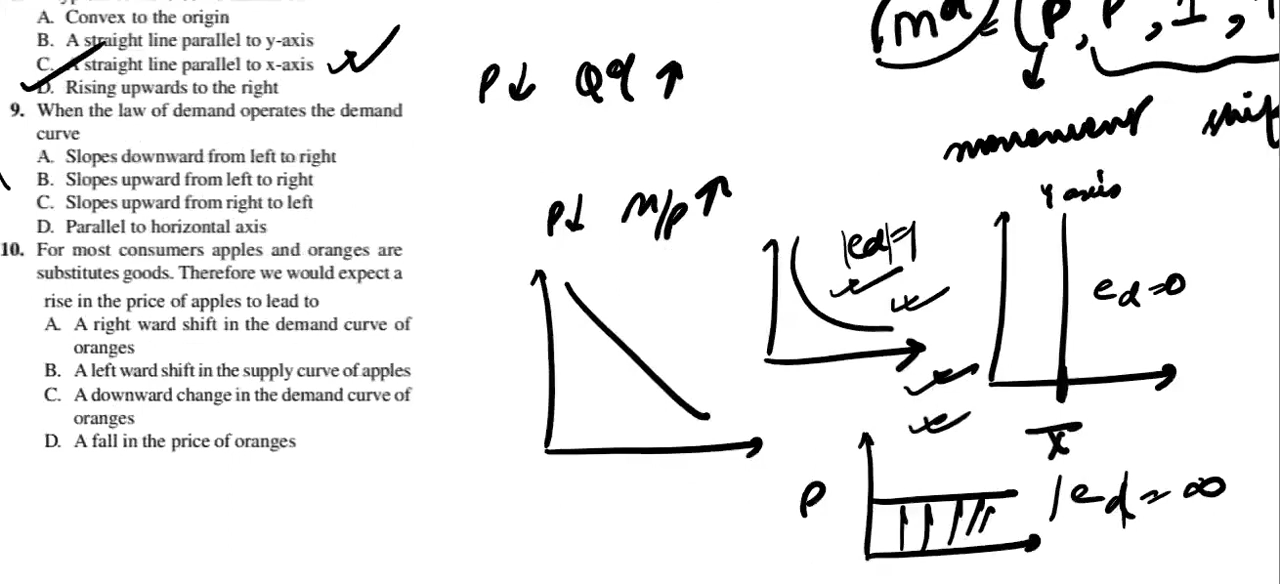 A. Convex to the origin
B. A straight line parallel to y-axis
C. A straight line parallel to x-axis
D. Rising upwards to the right
9. When the law of demand operates the demand
curve
A. Slopes downward from left to right
B. Slopes upward from left to right
C. Slopes upward from right to left
D. Parallel to horizontal axis
10. For most consumers apples and oranges are
substitutes goods. Therefore we would expect a
rise in the price of apples to lead to
A. A right ward shift in the demand curve of
oranges
B. A left ward shift in the supply curve of apples
C. A downward change in the demand curve of
oranges
D. A fall in the price of oranges
P↓ Qd ↑
P↓ M/P ↑
movement
|ed|=1
Y axis
ed=0
P
|ed = ∞